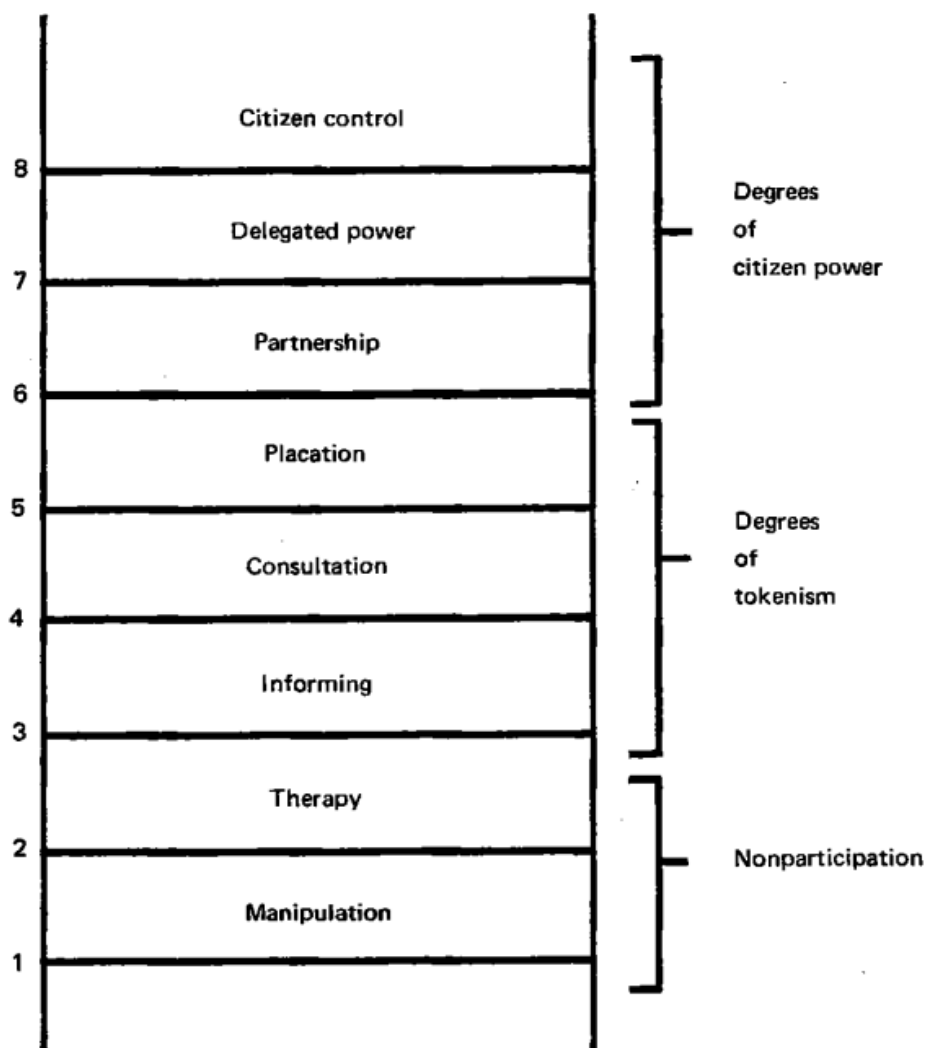 Citizen control
8
Delegated power
7
Partnership
6
Placation
5
Consultation
4
Informing
3
Therapy
2
Manipulation
1
Degrees
of
citizen power
Degrees
of
tokenism
Nonparticipation